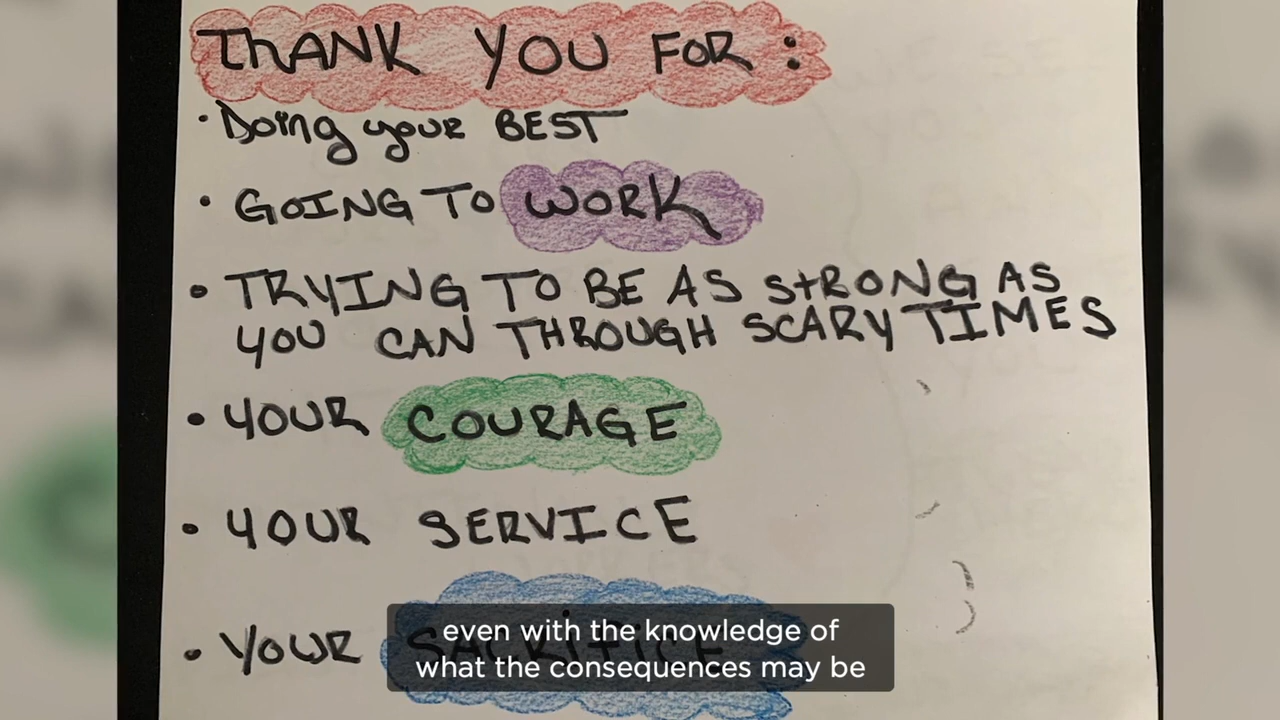 THANK YOU FOR:
• Doing your BEST
• GOING TO WORK
• TRYING TO BE AS STRONG AS
YOU CAN THROUGH SCARY TIMES
• YOUR COURAGE
• YOUR SERVICE
• YOUR SACRIFICE
even with the knowledge of
what the consequences may be